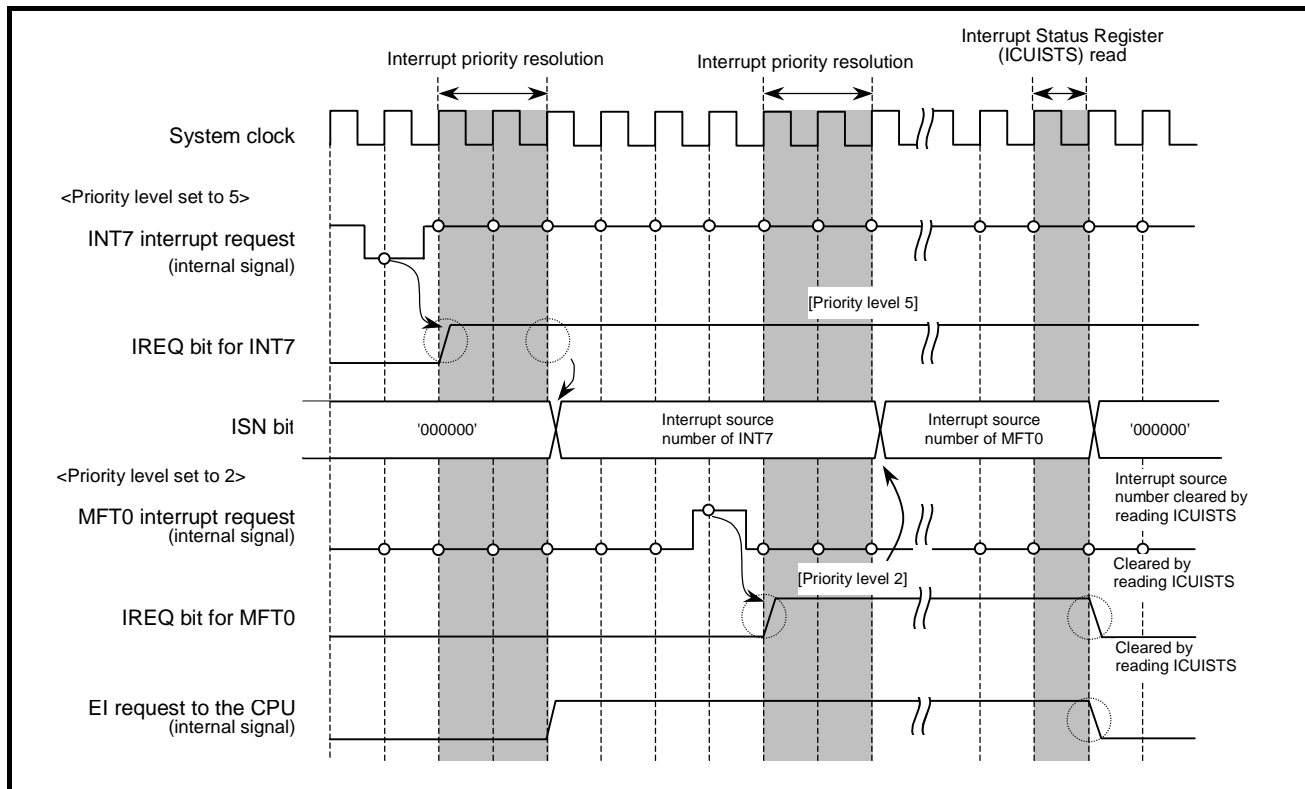 Interrupt priority resolution
Interrupt priority resolution
Interrupt Status Register
(ICUISTS) read
System clock
<Priority level set to 5>
INT7 interrupt request
(internal signal)
[Priority level 5]
IREQ bit for INT7
ISN bit
'000000'
Interrupt source
number of INT7
Interrupt source
number of MFT0
'000000'
<Priority level set to 2>
Interrupt source
number cleared by
reading ICUISTS
MFT0 interrupt request
(internal signal)
[Priority level 2]
Cleared by
reading ICUISTS
IREQ bit for MFT0
Cleared by
reading ICUISTS
EI request to the CPU
(internal signal)